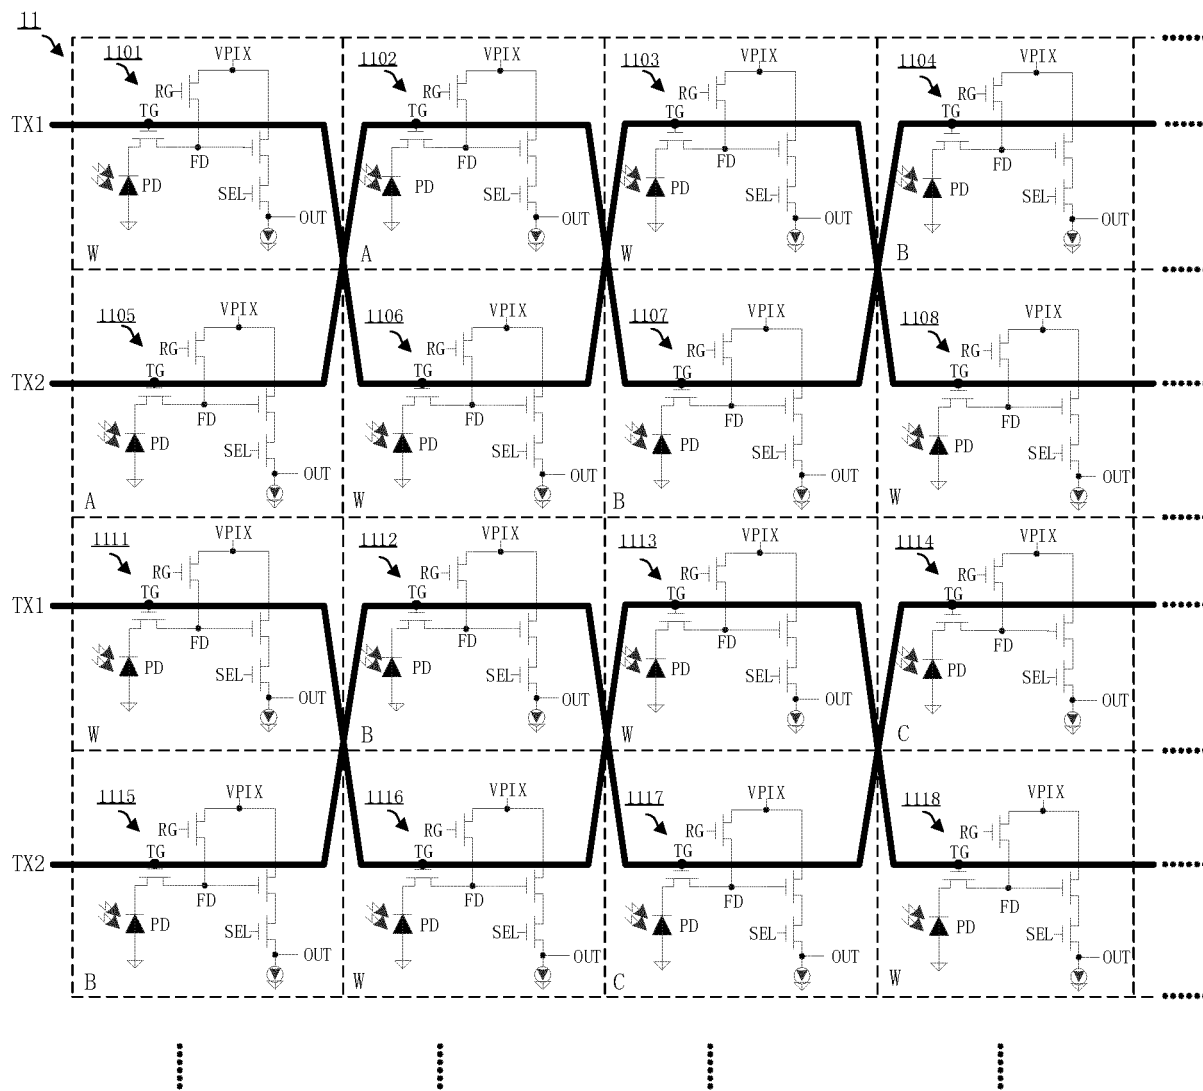 11
1101 VPIX 1102 VPIX 1103 VPIX 1104 VPIX
RG RG RG RG
TX1 TG TG TG TG
FD FD FD FD
PD SEL PD SEL PD SEL PD SEL
OUT OUT OUT OUT
W A W B
1105 VPIX 1106 VPIX 1107 VPIX 1108 VPIX
RG RG RG RG
TX2 TG TG TG TG
FD FD FD FD
PD SEL PD SEL PD SEL PD SEL
OUT OUT OUT OUT
A W B W
1111 VPIX 1112 VPIX 1113 VPIX 1114 VPIX
RG RG RG RG
TX1 TG TG TG TG
FD FD FD FD
PD SEL PD SEL PD SEL PD SEL
OUT OUT OUT OUT
W B W C
1115 VPIX 1116 VPIX 1117 VPIX 1118 VPIX
RG RG RG RG
TX2 TG TG TG TG
FD FD FD FD
PD SEL PD SEL PD SEL PD SEL
OUT OUT OUT OUT
B W C W